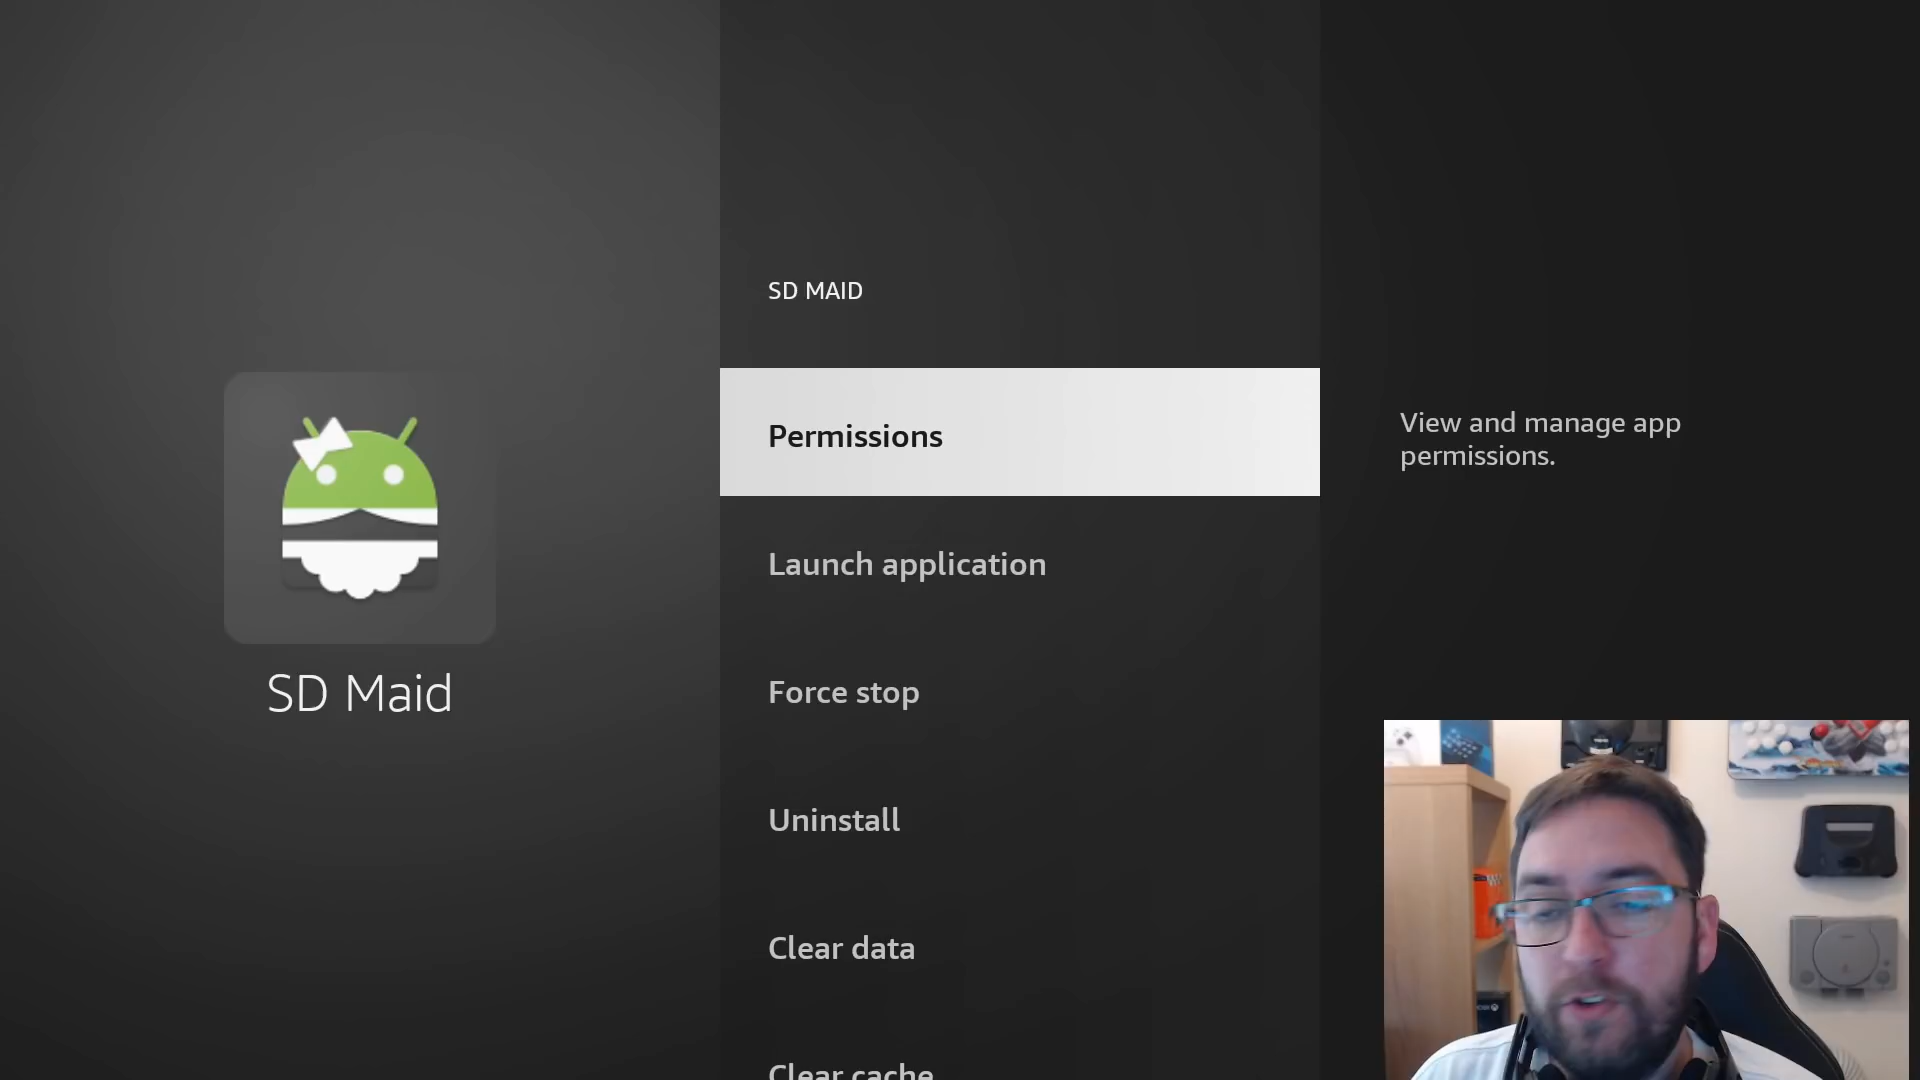 SD MAID
Permissions
View and manage app
permissions.
Launch application
Force stop
SD Maid
Uninstall
Clear data
Clear cache